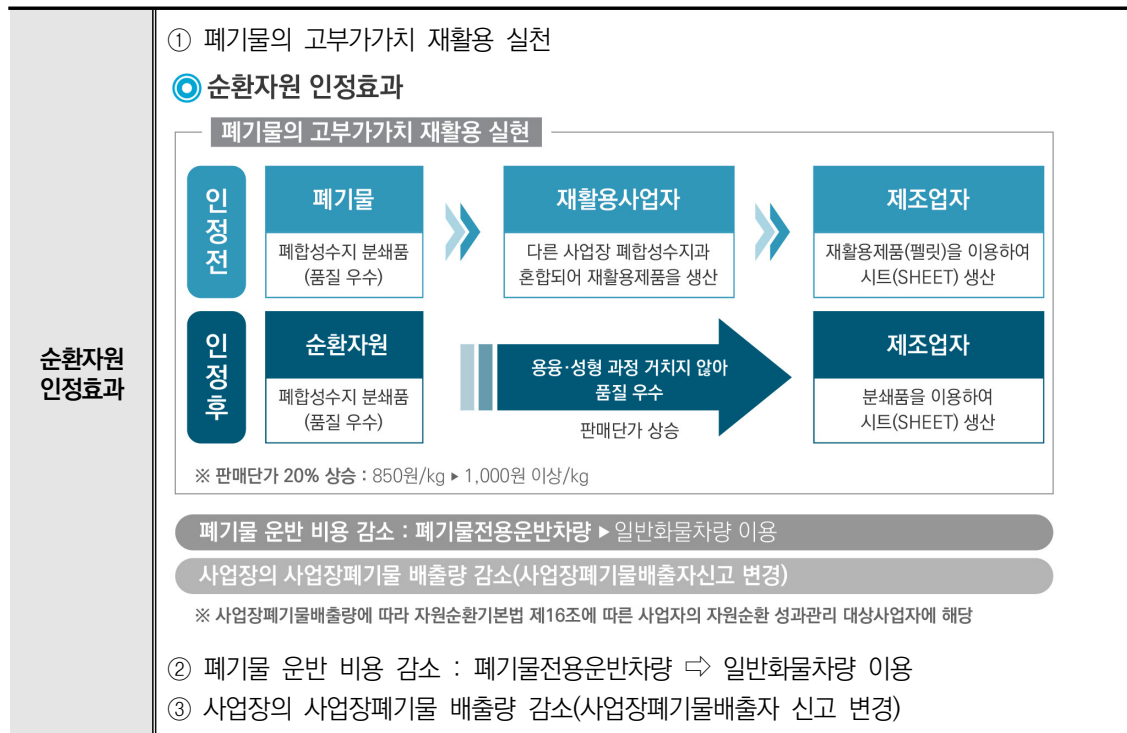 순환자원
인정효과
① 폐기물의 고부가가치 재활용 실천
순환자원 인정효과
폐기물의 고부가가치 재활용 실현
인정전
폐기물
폐합성수지 분쇄품
(품질 우수)
재활용사업자
다른 사업장 폐합성수지과
혼합되어 재활용제품을 생산
제조업자
재활용제품(펠릿)을 이용하여
시트(SHEET) 생산
인정후
순환자원
폐합성수지 분쇄품
(품질 우수)
용융·성형 과정 거치지 않아
품질 우수
판매단가 상승
제조업자
분쇄품을 이용하여
시트(SHEET) 생산
※ 판매단가 20% 상승 : 850원/kg ▸ 1,000원 이상/kg
폐기물 운반 비용 감소 : 폐기물전용운반차량 ▸ 일반화물차량 이용
사업장의 사업장폐기물 배출량 감소(사업장폐기물배출자신고 변경)
※ 사업장폐기물배출량에 따라 자원순환기본법 제16조에 따른 사업자의 자원순환 성과관리 대상사업자에 해당
② 폐기물 운반 비용 감소 : 폐기물전용운반차량 ⇨ 일반화물차량 이용
③ 사업장의 사업장폐기물 배출량 감소(사업장폐기물배출자 신고 변경)